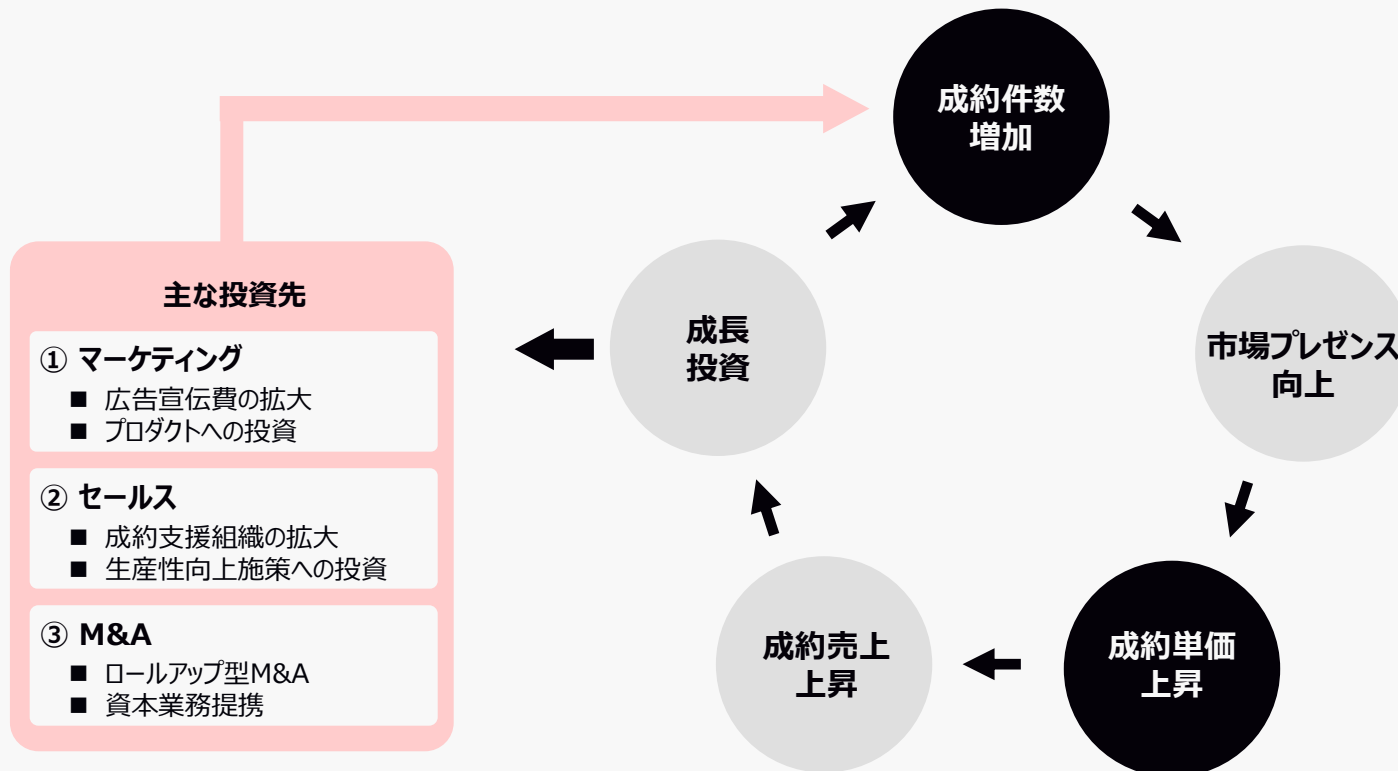 成約件数
増加
主な投資先
① マーケティング
■ 広告宣伝費の拡大
■ プロダクトへの投資
② セールス
■ 成約支援組織の拡大
■ 生産性向上施策への投資
③ M&A
■ ロールアップ型M&A
■ 資本業務提携
成長
投資
市場プレゼンス
向上
成約売上
上昇
成約単価
上昇